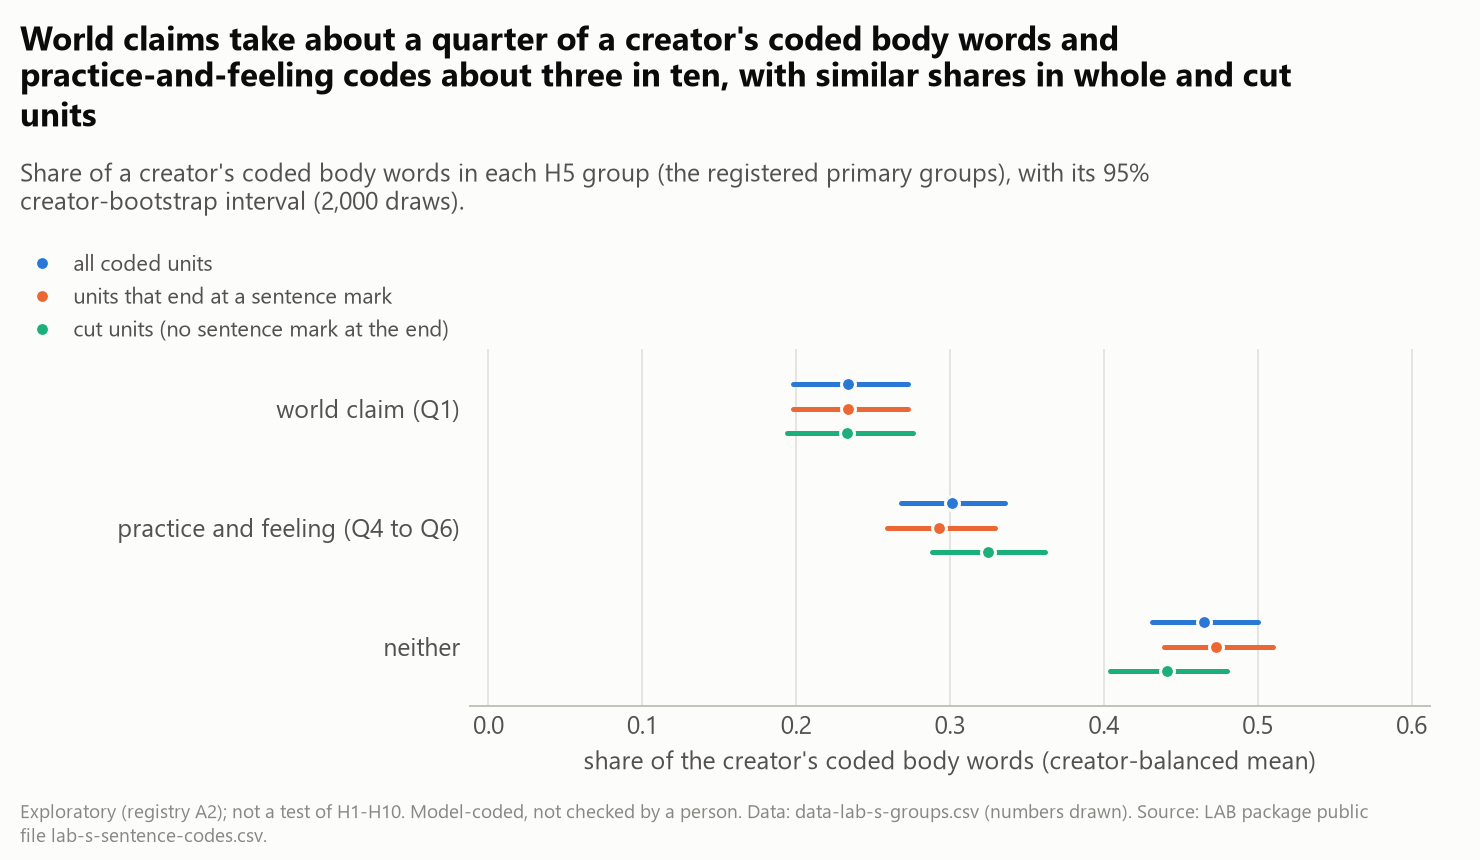 World claims take about a quarter of a creator's coded body words and
practice-and-feeling codes about three in ten, with similar shares in whole and cut
units
Share of a creator's coded body words in each H5 group (the registered primary groups), with its 95%
creator-bootstrap interval (2,000 draws).
all coded units
units that end at a sentence mark
cut units (no sentence mark at the end)
world claim (Q1)
practice and feeling (Q4 to Q6)
neither
0.0 0.1 0.2 0.3 0.4 0.5 0.6
share of the creator's coded body words (creator-balanced mean)
Exploratory (registry A2); not a test of H1-H10. Model-coded, not checked by a person. Data: data-lab-s-groups.csv (numbers drawn). Source: LAB package public
file lab-s-sentence-codes.csv.